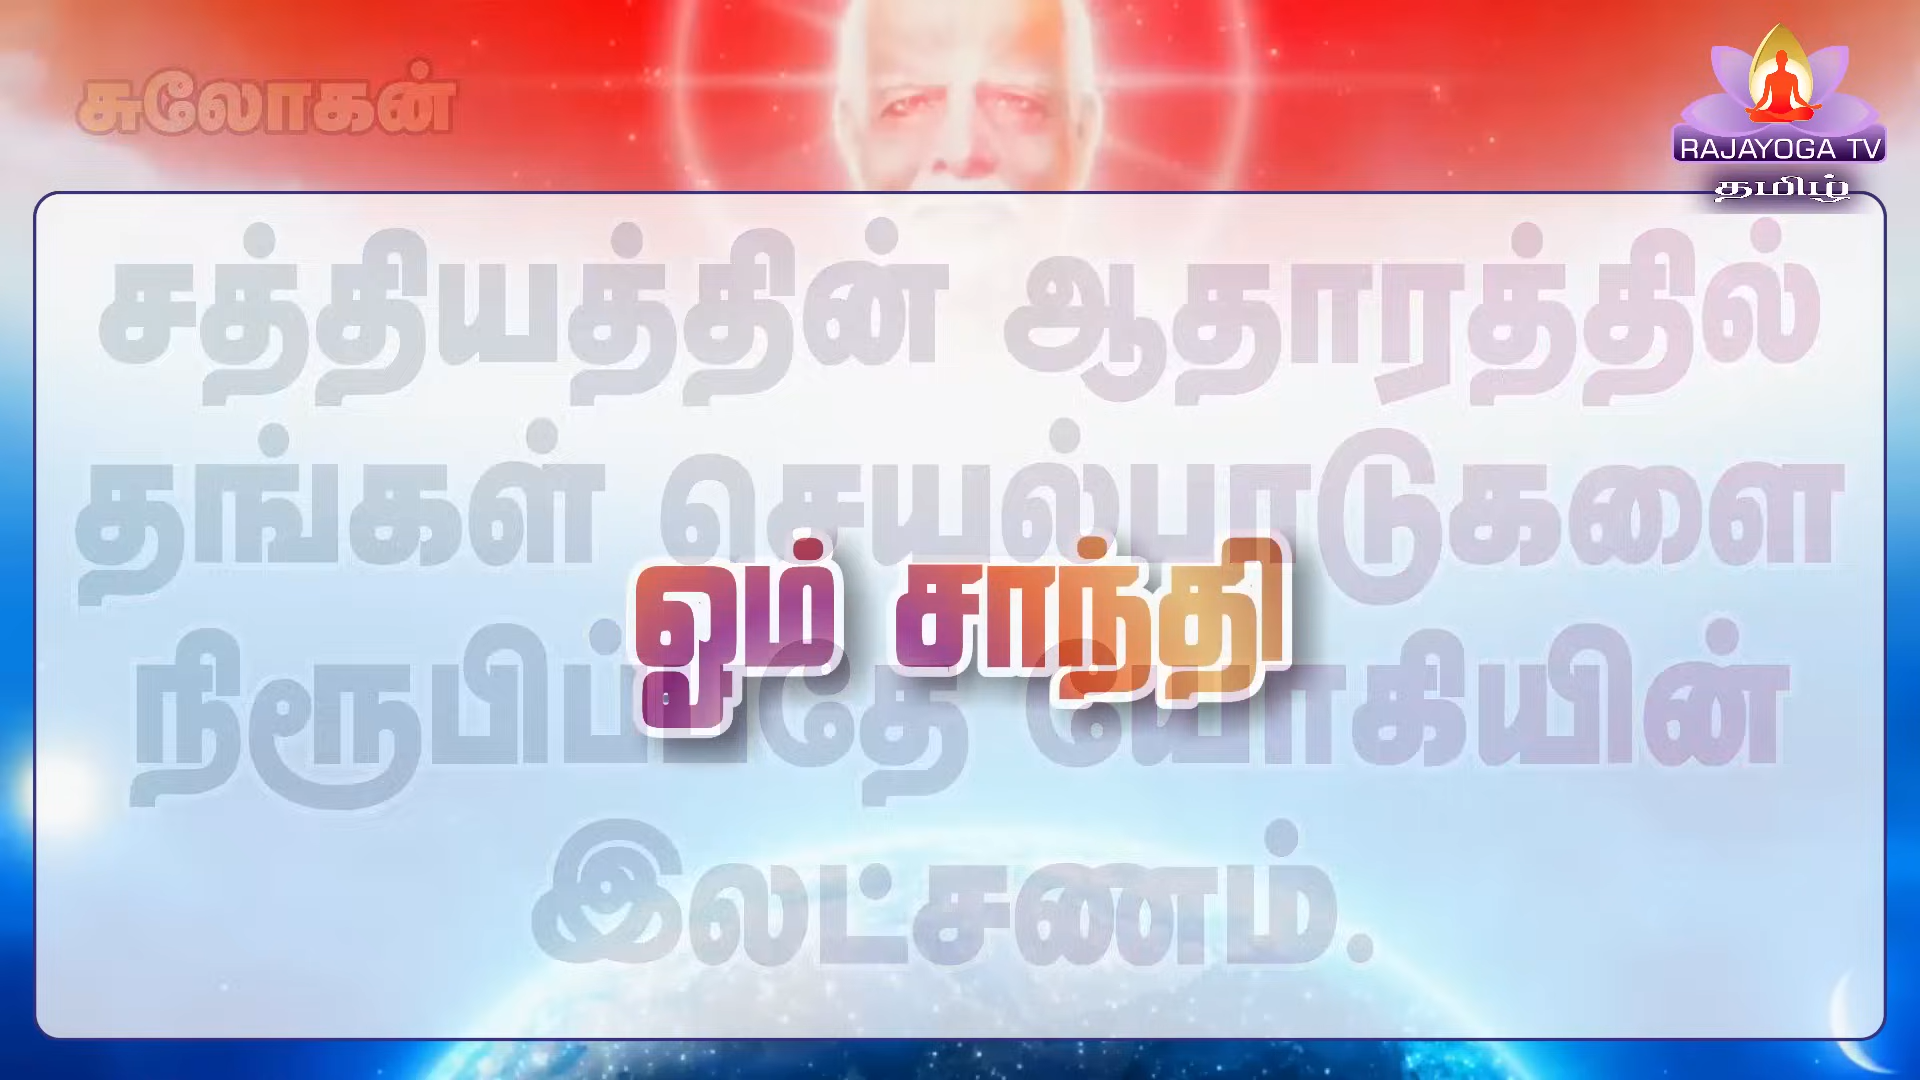 சுலோகன்
RAJAYOGA TV
தமிழ்
சத்தியத்தின் ஆதாரத்தில்
தங்கள் செயல்பாடுகளை
ஓம் சாந்தி
நிரூபிப்பதே யோகியின்
இலட்சணம்.